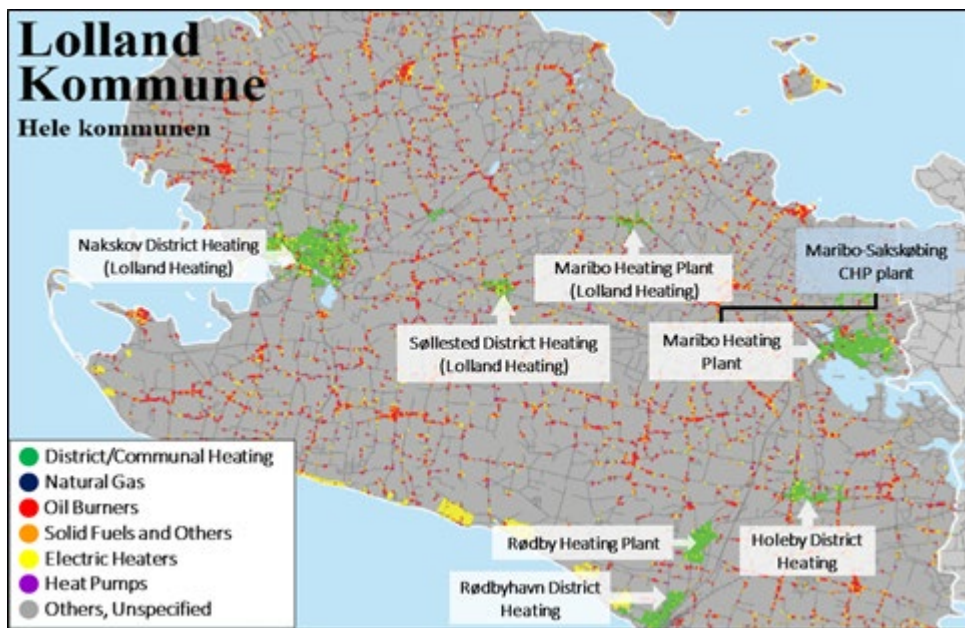 Lolland
Kommune
Hele kommunen
Nakskov District Heating
(Lolland Heating)
Maribo Heating Plant
(Lolland Heating)
Maribo-Sakskøbing
CHP plant
Søllested District Heating
(Lolland Heating)
Maribo Heating
Plant
District/Communal Heating
Natural Gas
Oil Burners
Solid Fuels and Others
Electric Heaters
Heat Pumps
Others, Unspecified
Rødby Heating Plant
Holeby District
Heating
Rødbyhavn District
Heating